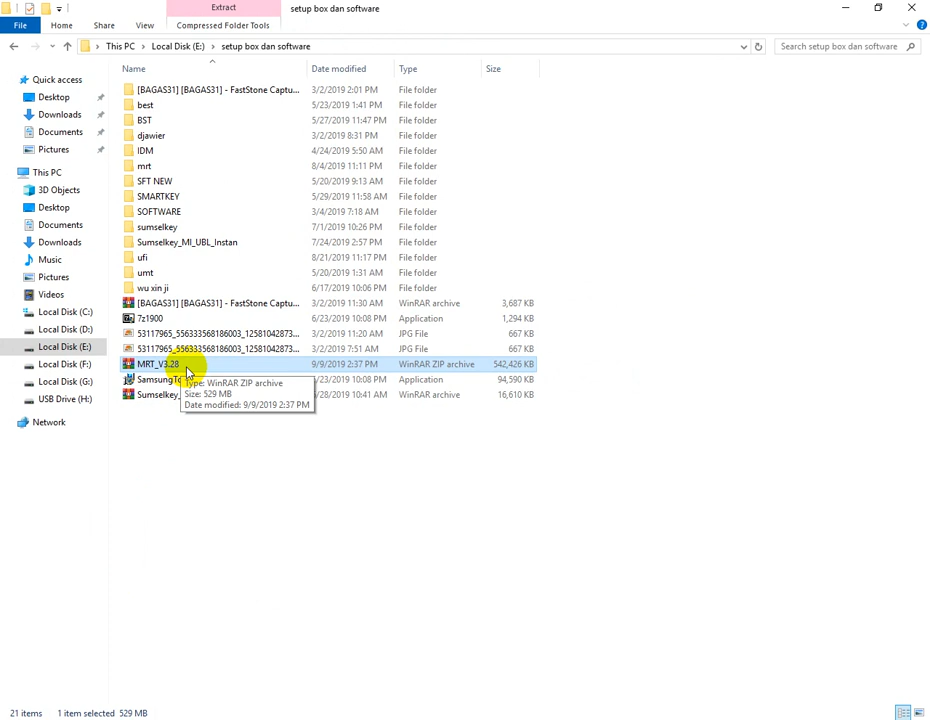 Extract
setup box dan software
File
Home
Share
View
Compressed Folder Tools
This PC
Local Disk (E:)
setup box dan software
Search setup box dan software
Name
Date modified
Type
Size
Quick access
Desktop
Downloads
Documents
Pictures
This PC
3D Objects
Desktop
Documents
Downloads
Music
Pictures
Videos
Local Disk (C:)
Local Disk (D:)
Local Disk (E:)
Local Disk (F:)
Local Disk (G:)
USB Drive (H:)
Network
[BAGAS31] [BAGAS31] - FastStone Captu... 3/2/2019 2:01 PM File folder
best 5/23/2019 1:41 PM File folder
BST 5/27/2019 11:47 PM File folder
djawier 3/2/2019 8:31 PM File folder
IDM 4/24/2019 5:50 AM File folder
mrt 8/4/2019 11:11 PM File folder
SFT NEW 5/20/2019 9:13 AM File folder
SMARTKEY 5/29/2019 11:58 AM File folder
SOFTWARE 3/4/2019 7:18 AM File folder
sumselkey 7/1/2019 10:26 PM File folder
Sumselkey_MI_UBL_Instan 7/24/2019 2:57 PM File folder
ufi 8/21/2019 11:17 PM File folder
umt 5/20/2019 1:31 AM File folder
wu xin ji 6/17/2019 10:06 PM File folder
[BAGAS31] [BAGAS31] - FastStone Captu... 3/2/2019 11:30 AM WinRAR archive 3,687 KB
7z1900 6/23/2019 10:08 PM Application 1,294 KB
53117965_556333568186003_12581042873... 3/2/2019 11:20 AM JPG File 667 KB
53117965_556333568186003_12581042873... 3/2/2019 7:51 AM JPG File 667 KB
MRT_V3.28 9/9/2019 2:37 PM WinRAR ZIP archive 542,426 KB
/23/2019 10:08 PM Application 94,590 KB
Sumselkey_ /28/2019 10:41 AM WinRAR archive 16,610 KB
Type: WinRAR ZIP archive
Size: 529 MB
Date modified: 9/9/2019 2:37 PM
21 items
1 item selected 529 MB